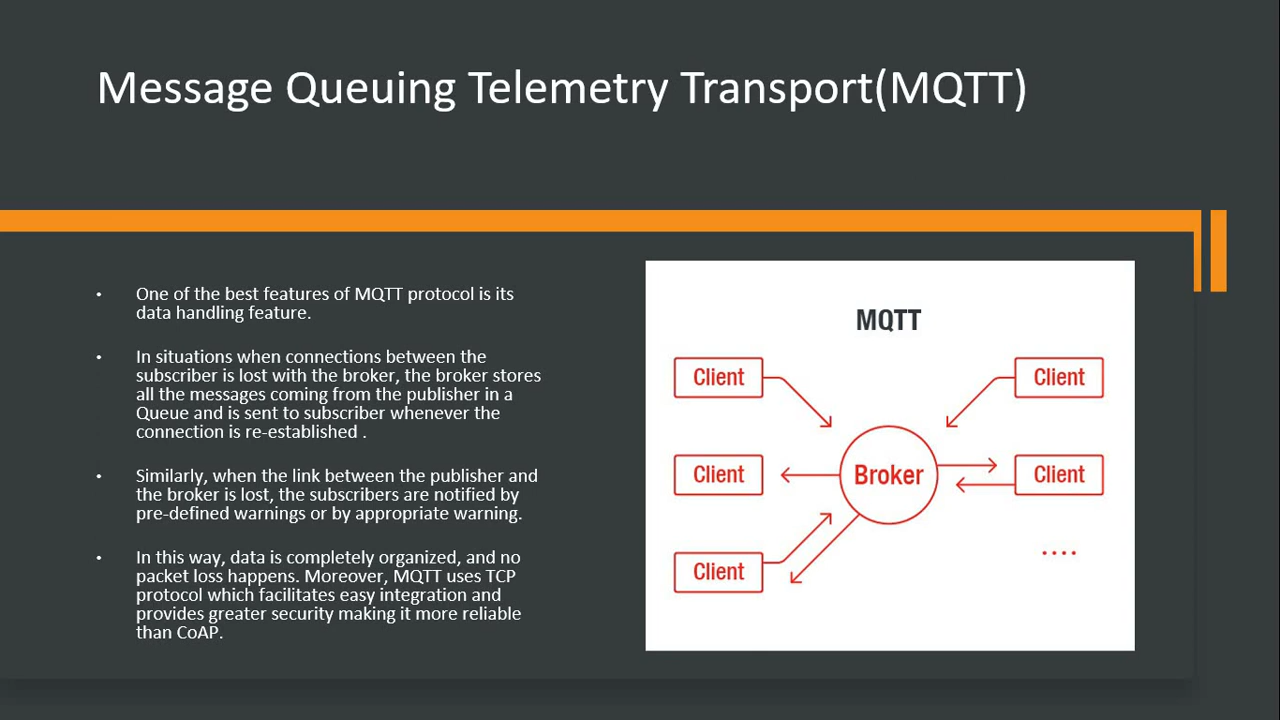 Message Queuing Telemetry Transport(MQTT)
• One of the best features of MQTT protocol is its
data handling feature.
• In situations when connections between the
subscriber is lost with the broker, the broker stores
all the messages coming from the publisher in a
Queue and is sent to subscriber whenever the
connection is re-established .
• Similarly, when the link between the publisher and
the broker is lost, the subscribers are notified by
pre-defined warnings or by appropriate warning.
• In this way, data is completely organized, and no
packet loss happens. Moreover, MQTT uses TCP
protocol which facilitates easy integration and
provides greater security making it more reliable
than CoAP.
MQTT
Client
Client
Client
Broker
Client
Client
Client
....